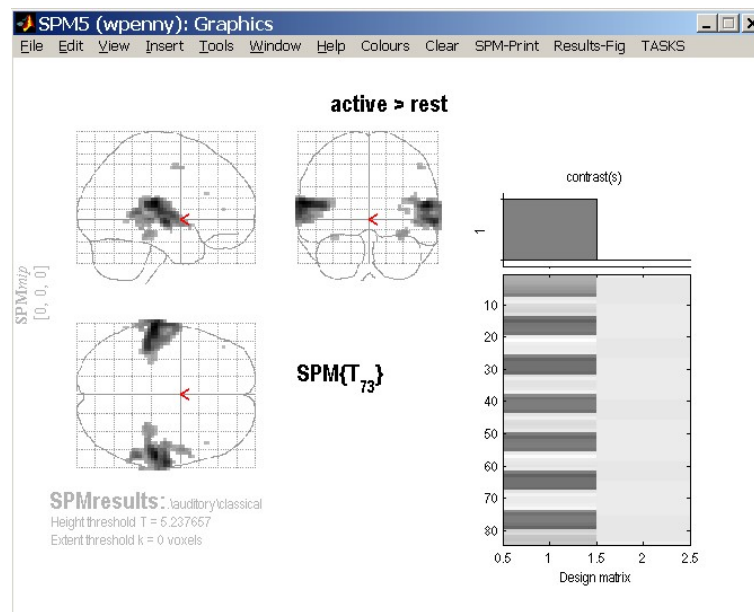 SPM5 (wpenny): Graphics
File Edit View Insert Tools Window Help Colours Clear SPM-Print Results-Fig TASKS
active > rest
contrast(s)
1
SPMmip
[0, 0, 0]
SPM{T73}
10
20
30
40
50
60
70
80
0.5 1 1.5 2 2.5
Design matrix
SPMresults: .\auditory\classical
Height threshold T = 5.237657
Extent threshold k = 0 voxels